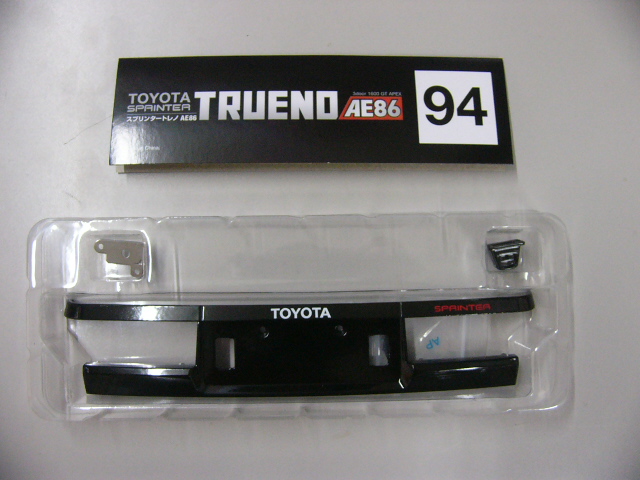 3door 1600 GT APEX
TOYOTA
SPRINTER
TRUENO AE86
スプリンタートレノ AE86
94
TOYOTA
SPRINTER
AP